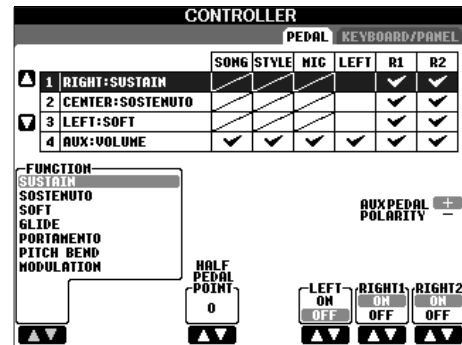 CONTROLLER
PEDAL KEYBOARD/PANEL
SONG STYLE MIC LEFT R1 R2
1 RIGHT:SUSTAIN
2 CENTER:SOSTENUTO
3 LEFT:SOFT
4 AUX:VOLUME
FUNCTION
SUSTAIN
SOSTENUTO
SOFT
GLIDE
PORTAMENTO
PITCH BEND
MODULATION
HALF
PEDAL
POINT
0
AUX PEDAL +
POLARITY −
LEFT RIGHT1 RIGHT2
ON ON ON
OFF OFF OFF